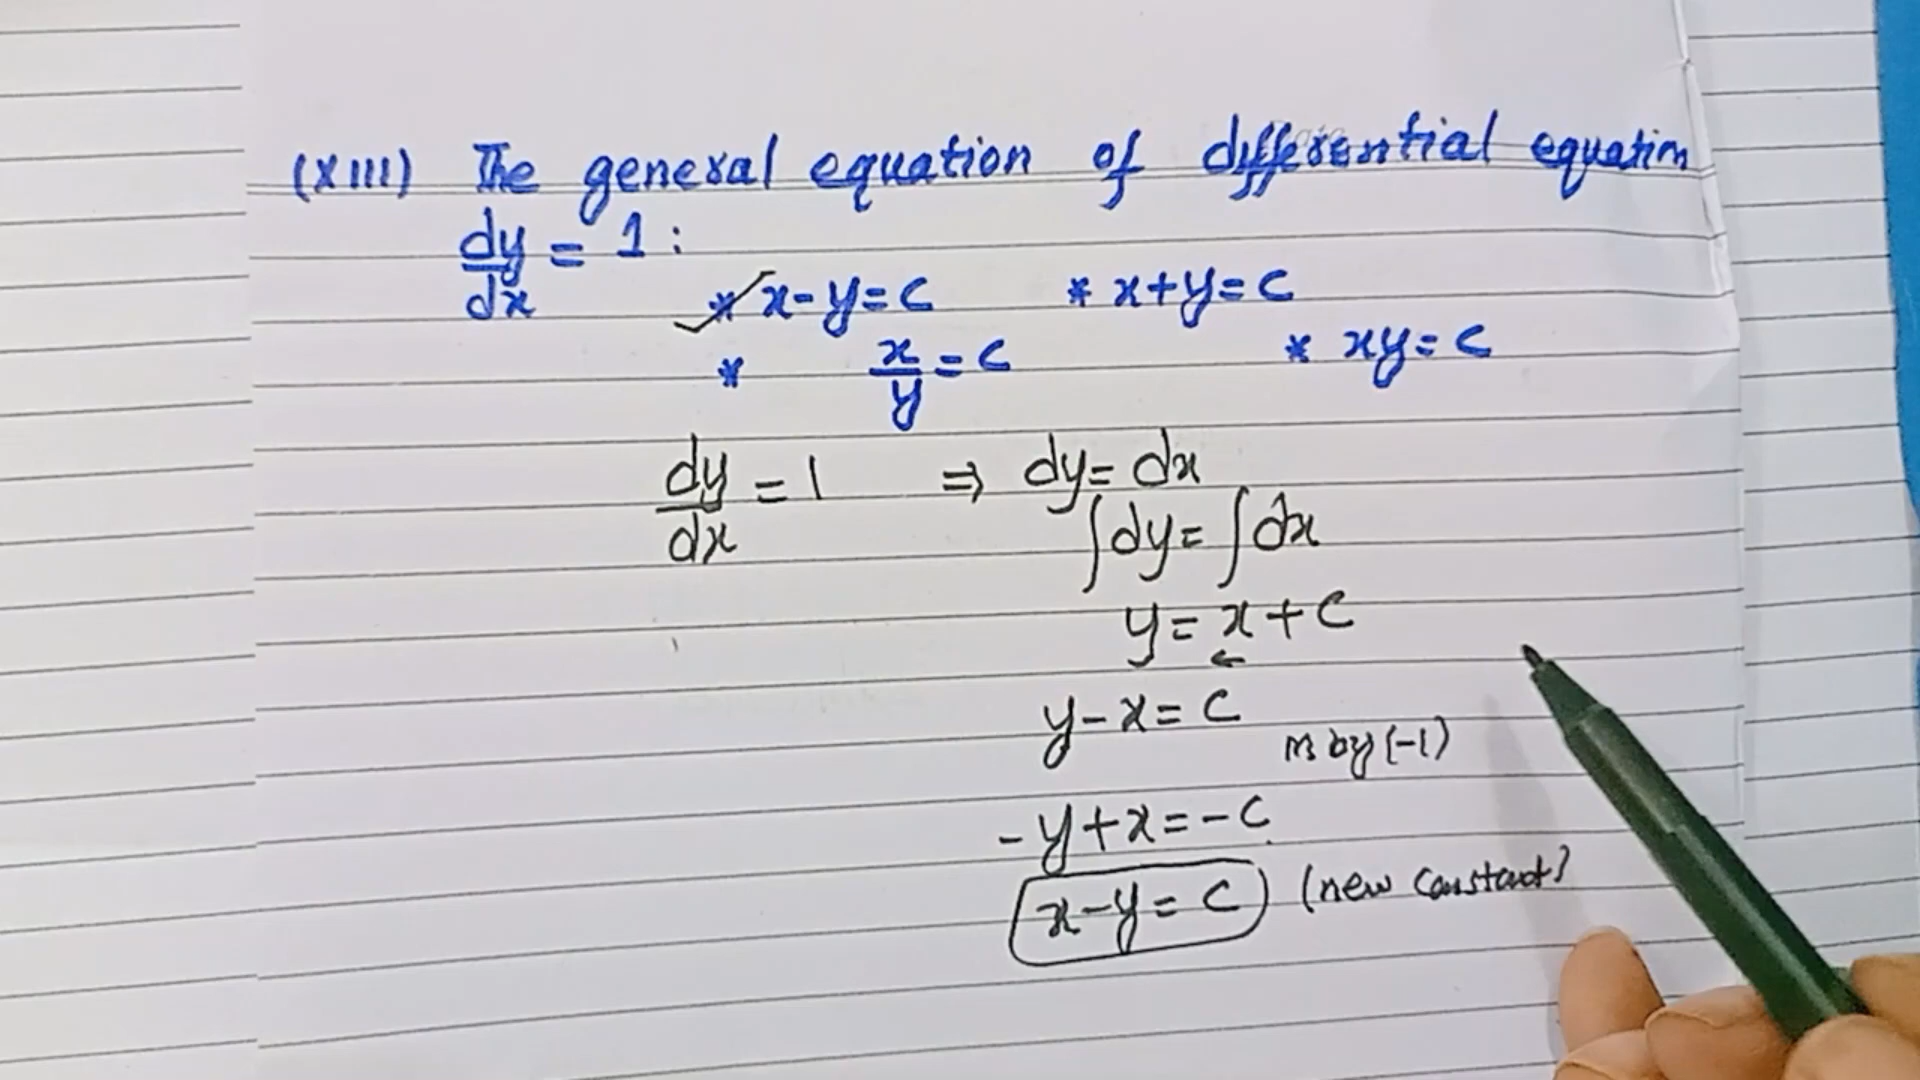 (XIII) The general equation of differential equation
dy/dx = 1 :
* x - y = c * x + y = c
* x/y = c * xy = c
dy/dx = 1 ⇒ dy = dx
∫dy = ∫dx
y = x + c
←
y - x = c
m by (-1)
- y + x = - c
x - y = c (new constant)